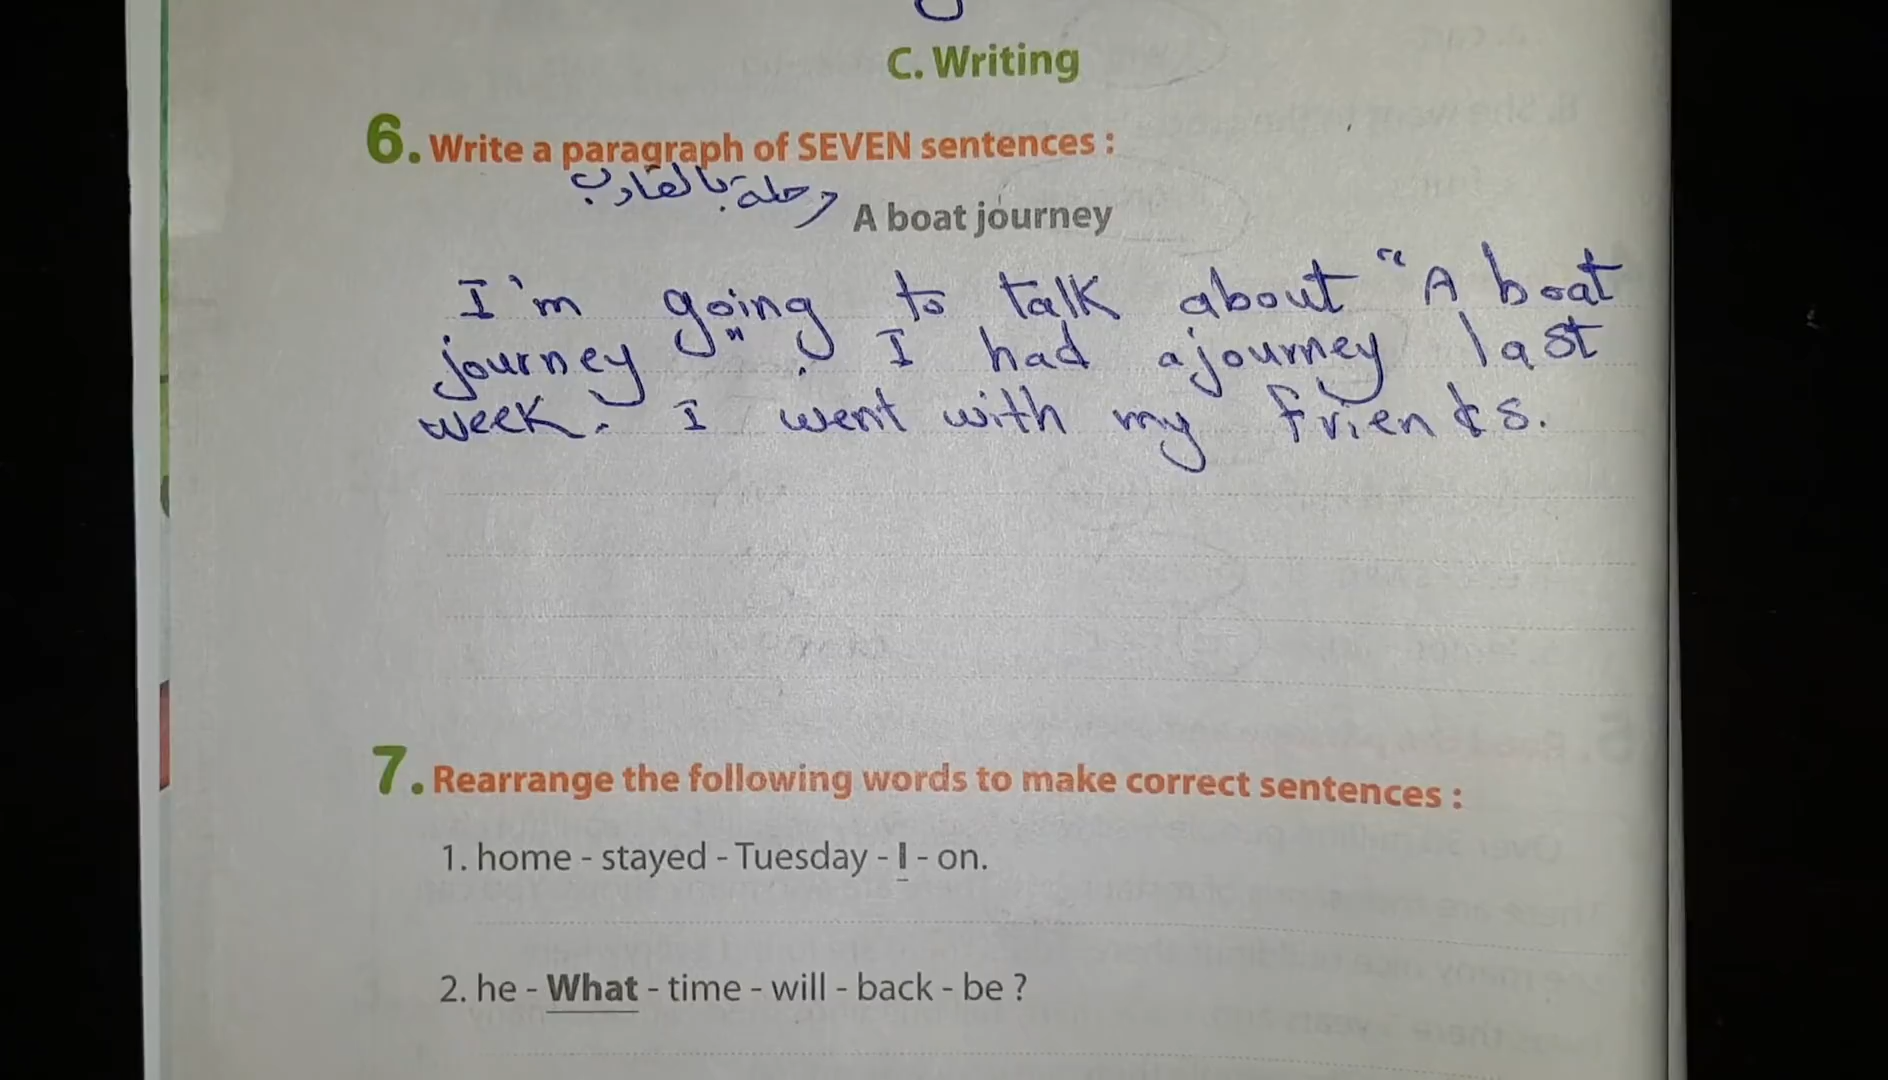 C. Writing
6. Write a paragraph of SEVEN sentences :
رحلة بالقارب
A boat journey
I'm going to talk about "A boat
journey". I had a journey last
week. I went with my friends.
7. Rearrange the following words to make correct sentences :
1. home - stayed - Tuesday - I - on.
2. he - What - time - will - back - be ?